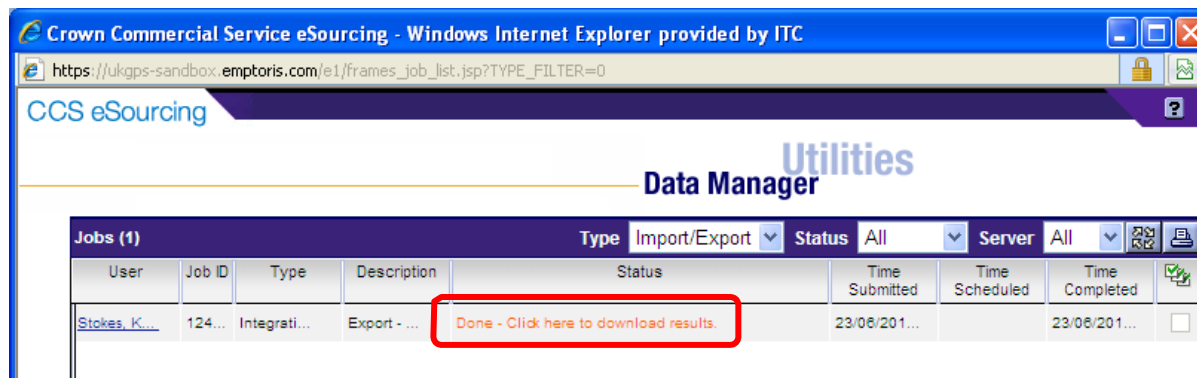 Crown Commercial Service eSourcing - Windows Internet Explorer provided by ITC
https://ukgps-sandbox.emptoris.com/e1/frames_job_list.jsp?TYPE_FILTER=0
CCS eSourcing
?
Utilities
Data Manager
Jobs (1) Type Import/Export Status All Server All
User Job ID Type Description Status Time Submitted Time Scheduled Time Completed
Stokes, K... 124... Integrati... Export - ... Done - Click here to download results. 23/06/201... 23/06/201...